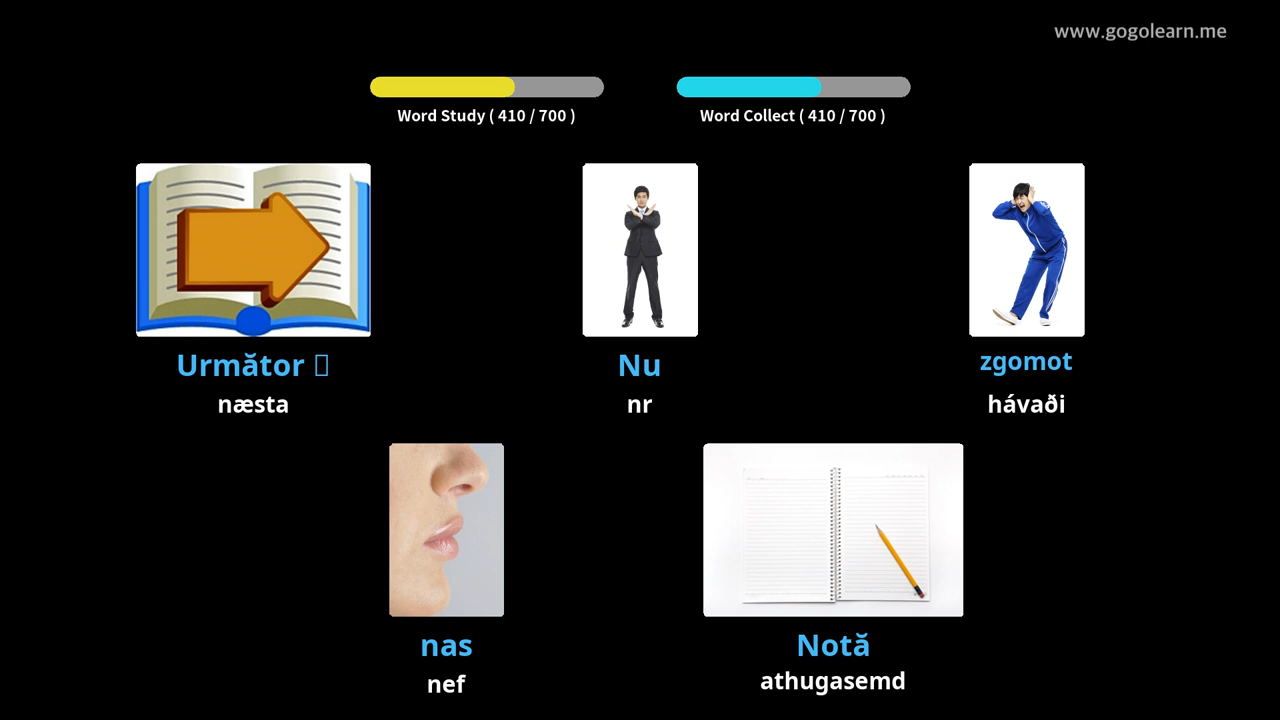 www.gogolearn.me
Word Study ( 410 / 700 )
Word Collect ( 410 / 700 )
Următor
Nu
zgomot
næsta
nr
hávaði
nas
Notă
nef
athugasemd